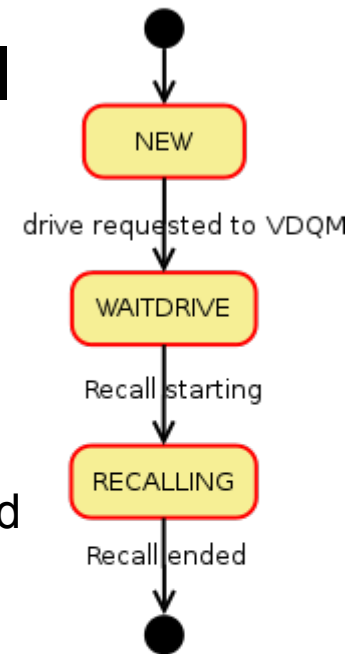 NEW
drive requested to VDQM
WAITDRIVE
Recall starting
RECALLING
d
Recall ended